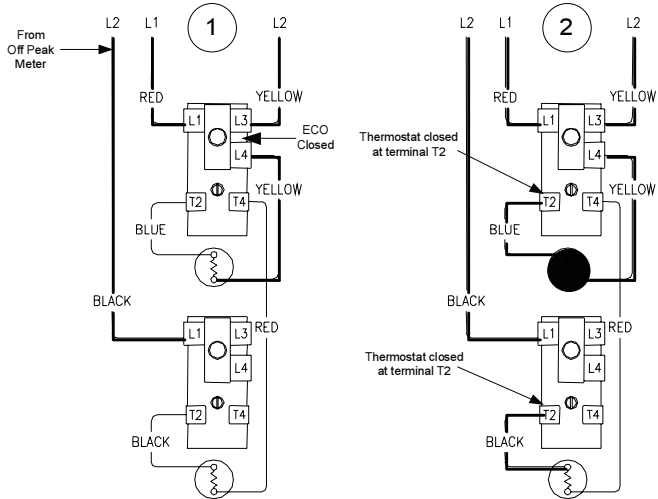 L2
L1
1
L2
From
Off Peak
Meter
RED
YELLOW
L1
L3
ECO
Closed
L4
YELLOW
T2
T4
BLUE
BLACK
RED
L1
L3
L4
T2
T4
BLACK
L2
L1
2
L2
RED
YELLOW
L1
L3
Thermostat closed
at terminal T2
L4
YELLOW
T2
T4
BLUE
BLACK
RED
L1
L3
Thermostat closed
at terminal T2
L4
T2
T4
BLACK